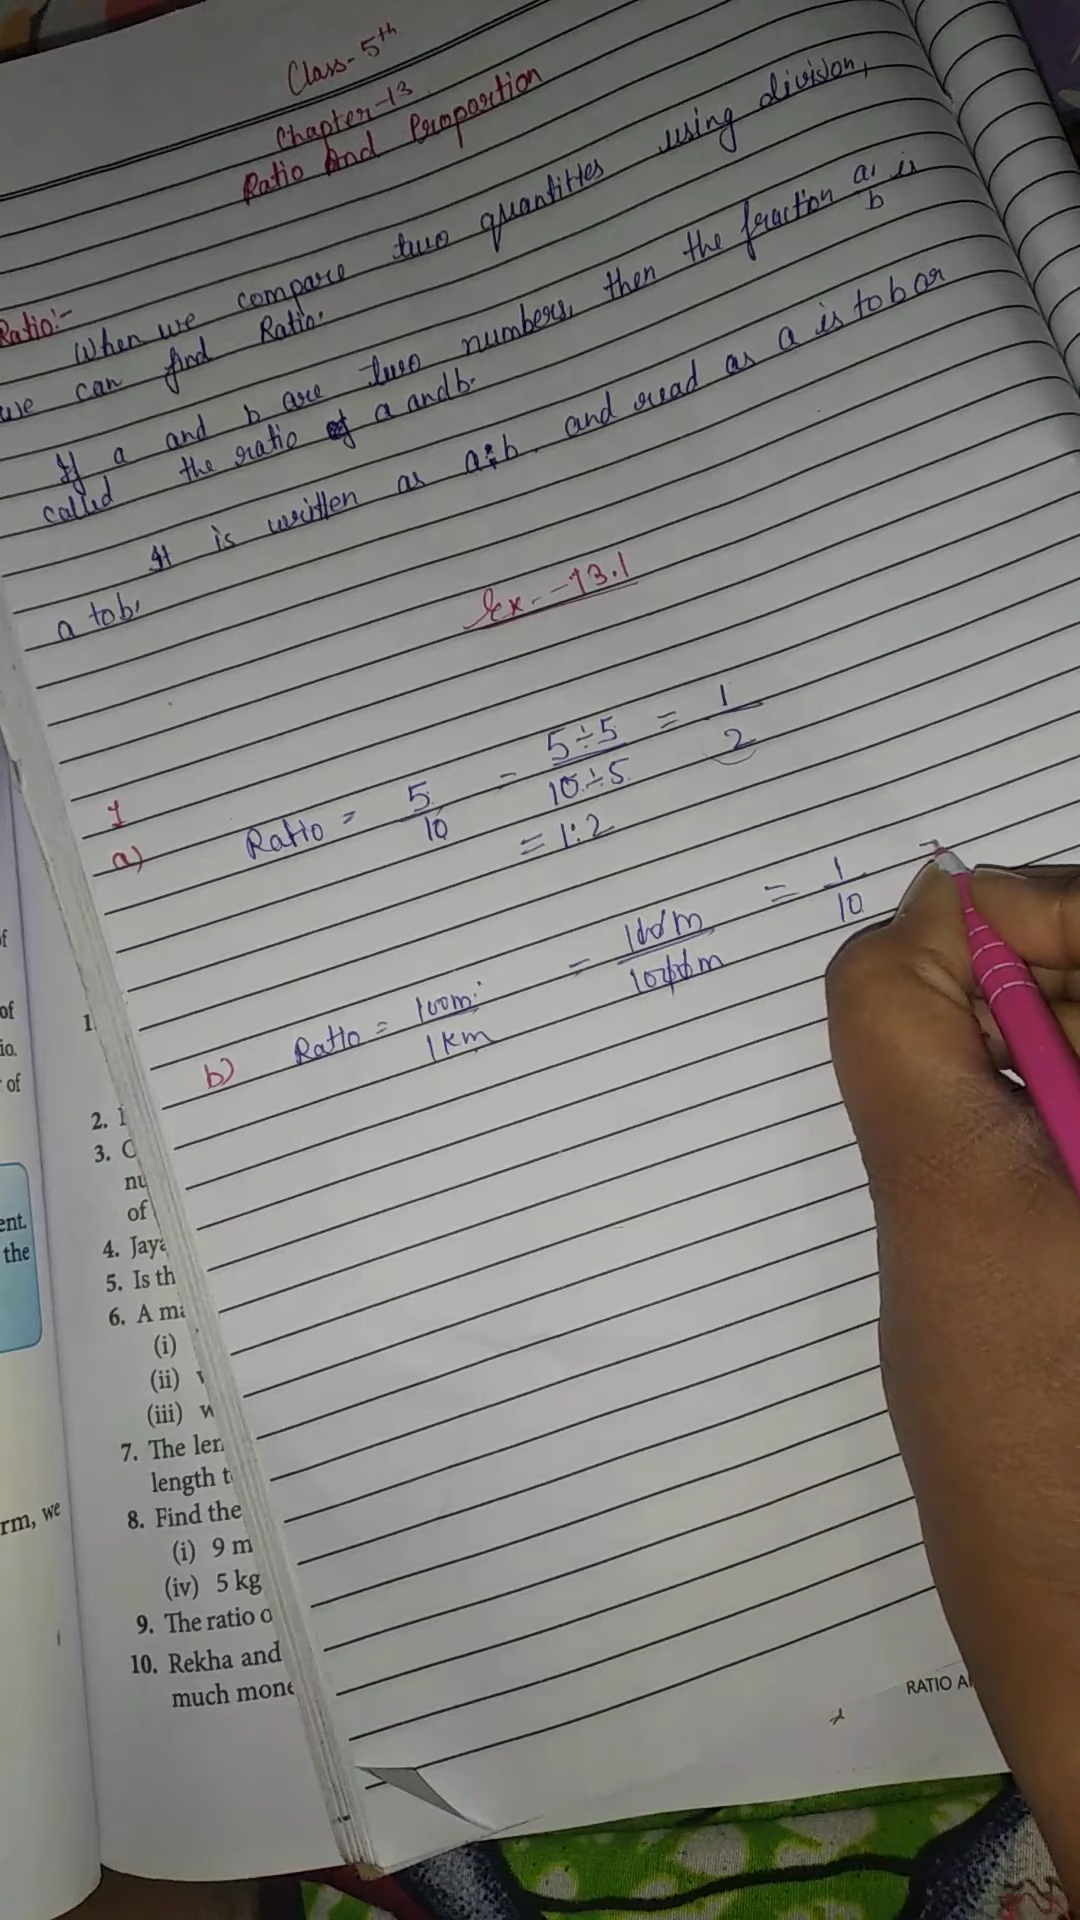 Class-5th
Chapter-13
Ratio And Proportion
Ratio:-
When we compare two quantities using division,
we can find Ratio.
If a and b are two numbers, then the fraction a/b is
called the ratio of a and b.
It is written as a:b and read as a is to b or
a to b.
Ex.-13.1
1
a) Ratio = 5/10 = 5÷5/10÷5 = 1/2
= 1:2
b) Ratio = 100m/1km = 100m/1000m = 1/10
of
of
io.
of
ent.
the
rm, we
1.
2.
3.
of
4.
5. Is th
6. A
(i)
(ii)
(iii)
7. The
length
8. Find the
(i) 9 m
(iv) 5 kg
9. The ratio o
10. Rekha and
much
RATIO